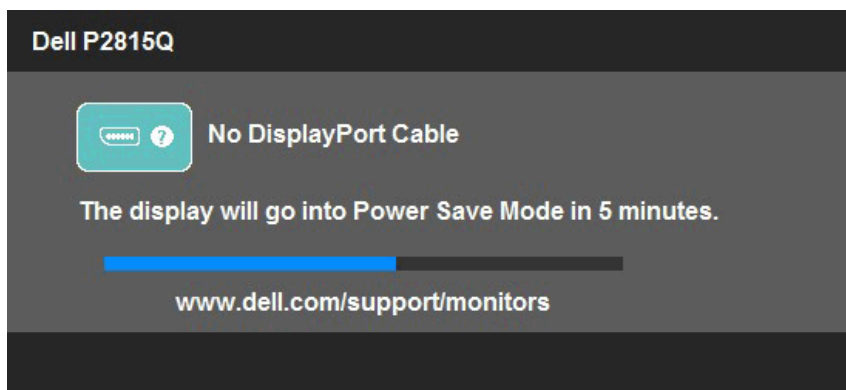 Dell P2815Q
No DisplayPort Cable
The display will go into Power Save Mode in 5 minutes.
www.dell.com/support/monitors